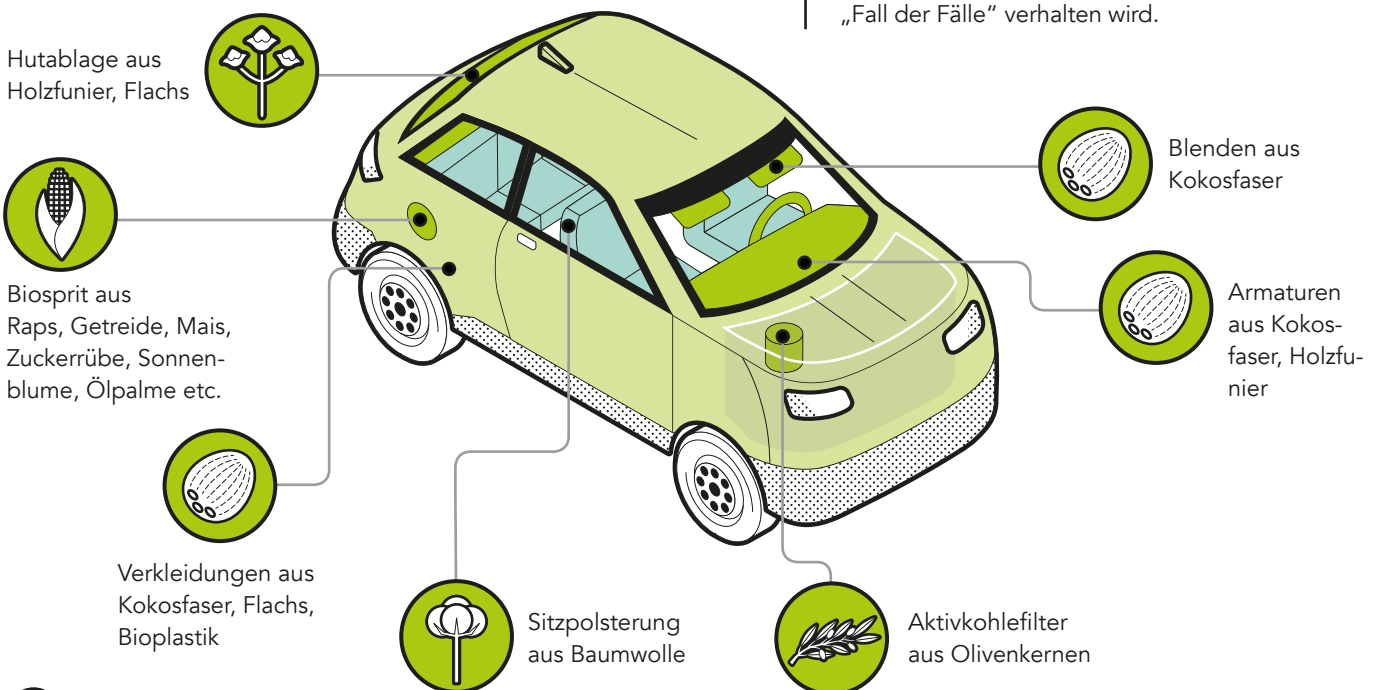 „Fall der Fälle“ verhalten wird.
Hutablage aus
Holzfunier, Flachs
Blenden aus
Kokosfaser
Biosprit aus
Raps, Getreide, Mais,
Zuckerrübe, Sonnen-
blume, Ölpalme etc.
Armaturen
aus Kokos-
faser, Holzfu-
nier
Verkleidungen aus
Kokosfaser, Flachs,
Bioplastik
Sitzpolsterung
aus Baumwolle
Aktivkohlefilter
aus Olivenkernen